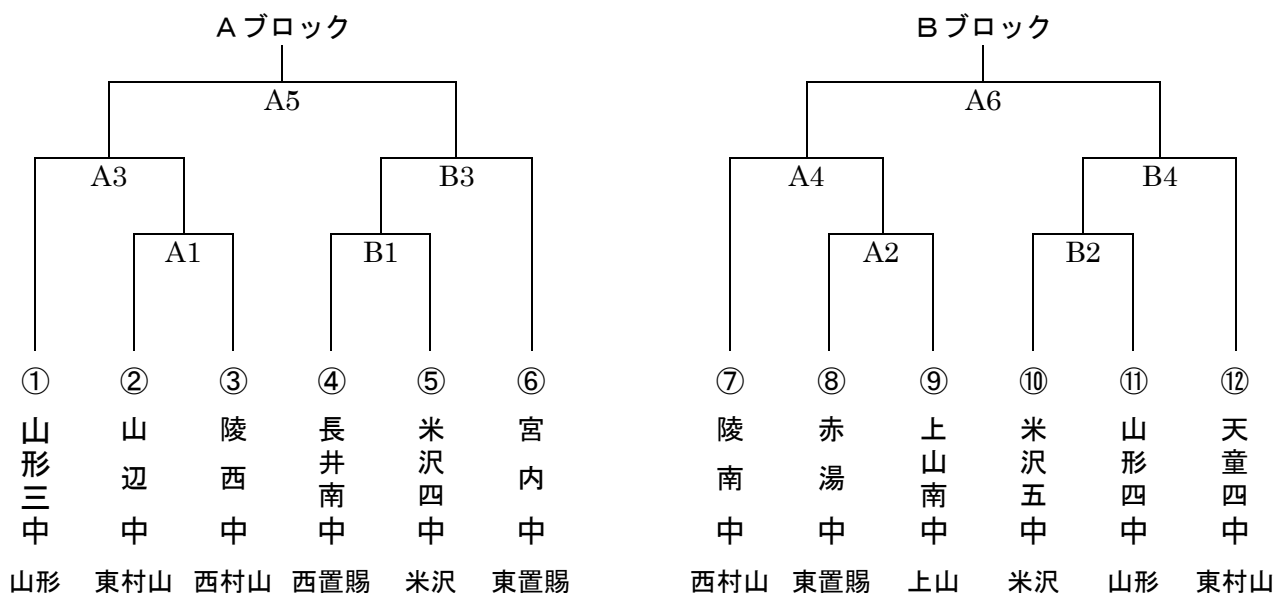 Aブロック Bブロック
A5 A6
A3 B3 A4 B4
A1 B1 A2 B2
① ② ③ ④ ⑤ ⑥ ⑦ ⑧ ⑨ ⑩ ⑪ ⑫
山形三中
山辺中
陵西中
長井南中
米沢四中
宮内中
陵南中
赤湯中
上山南中
米沢五中
山形四中
天童四中
山形 東村山 西村山 西置賜 米沢 東置賜 西村山 東置賜 上山 米沢 山形 東村山